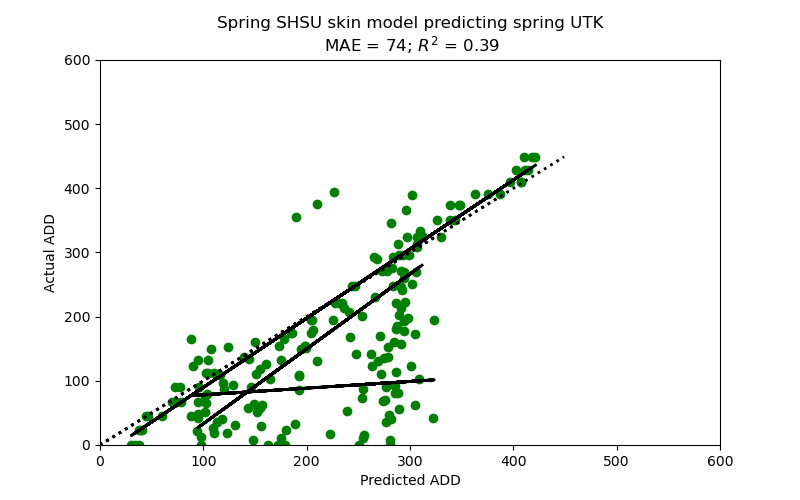 Spring SHSU skin model predicting spring UTK
MAE = 74; R² = 0.39
600
500
400
300
200
100
0
Actual ADD
0 100 200 300 400 500 600
Predicted ADD